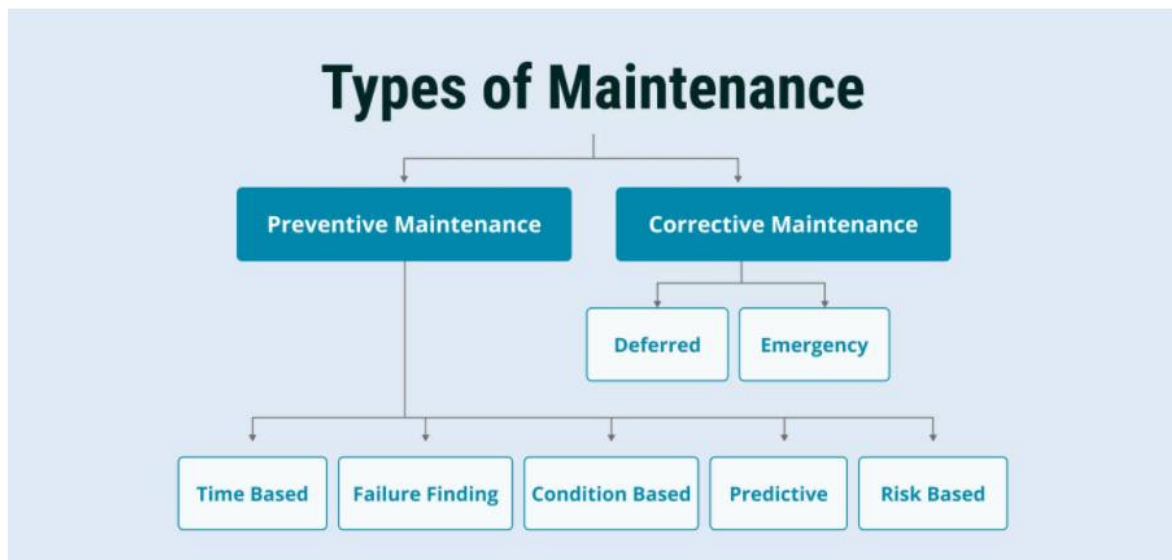 Types of Maintenance
Preventive Maintenance
Corrective Maintenance
Deferred
Emergency
Time Based
Failure Finding
Condition Based
Predictive
Risk Based